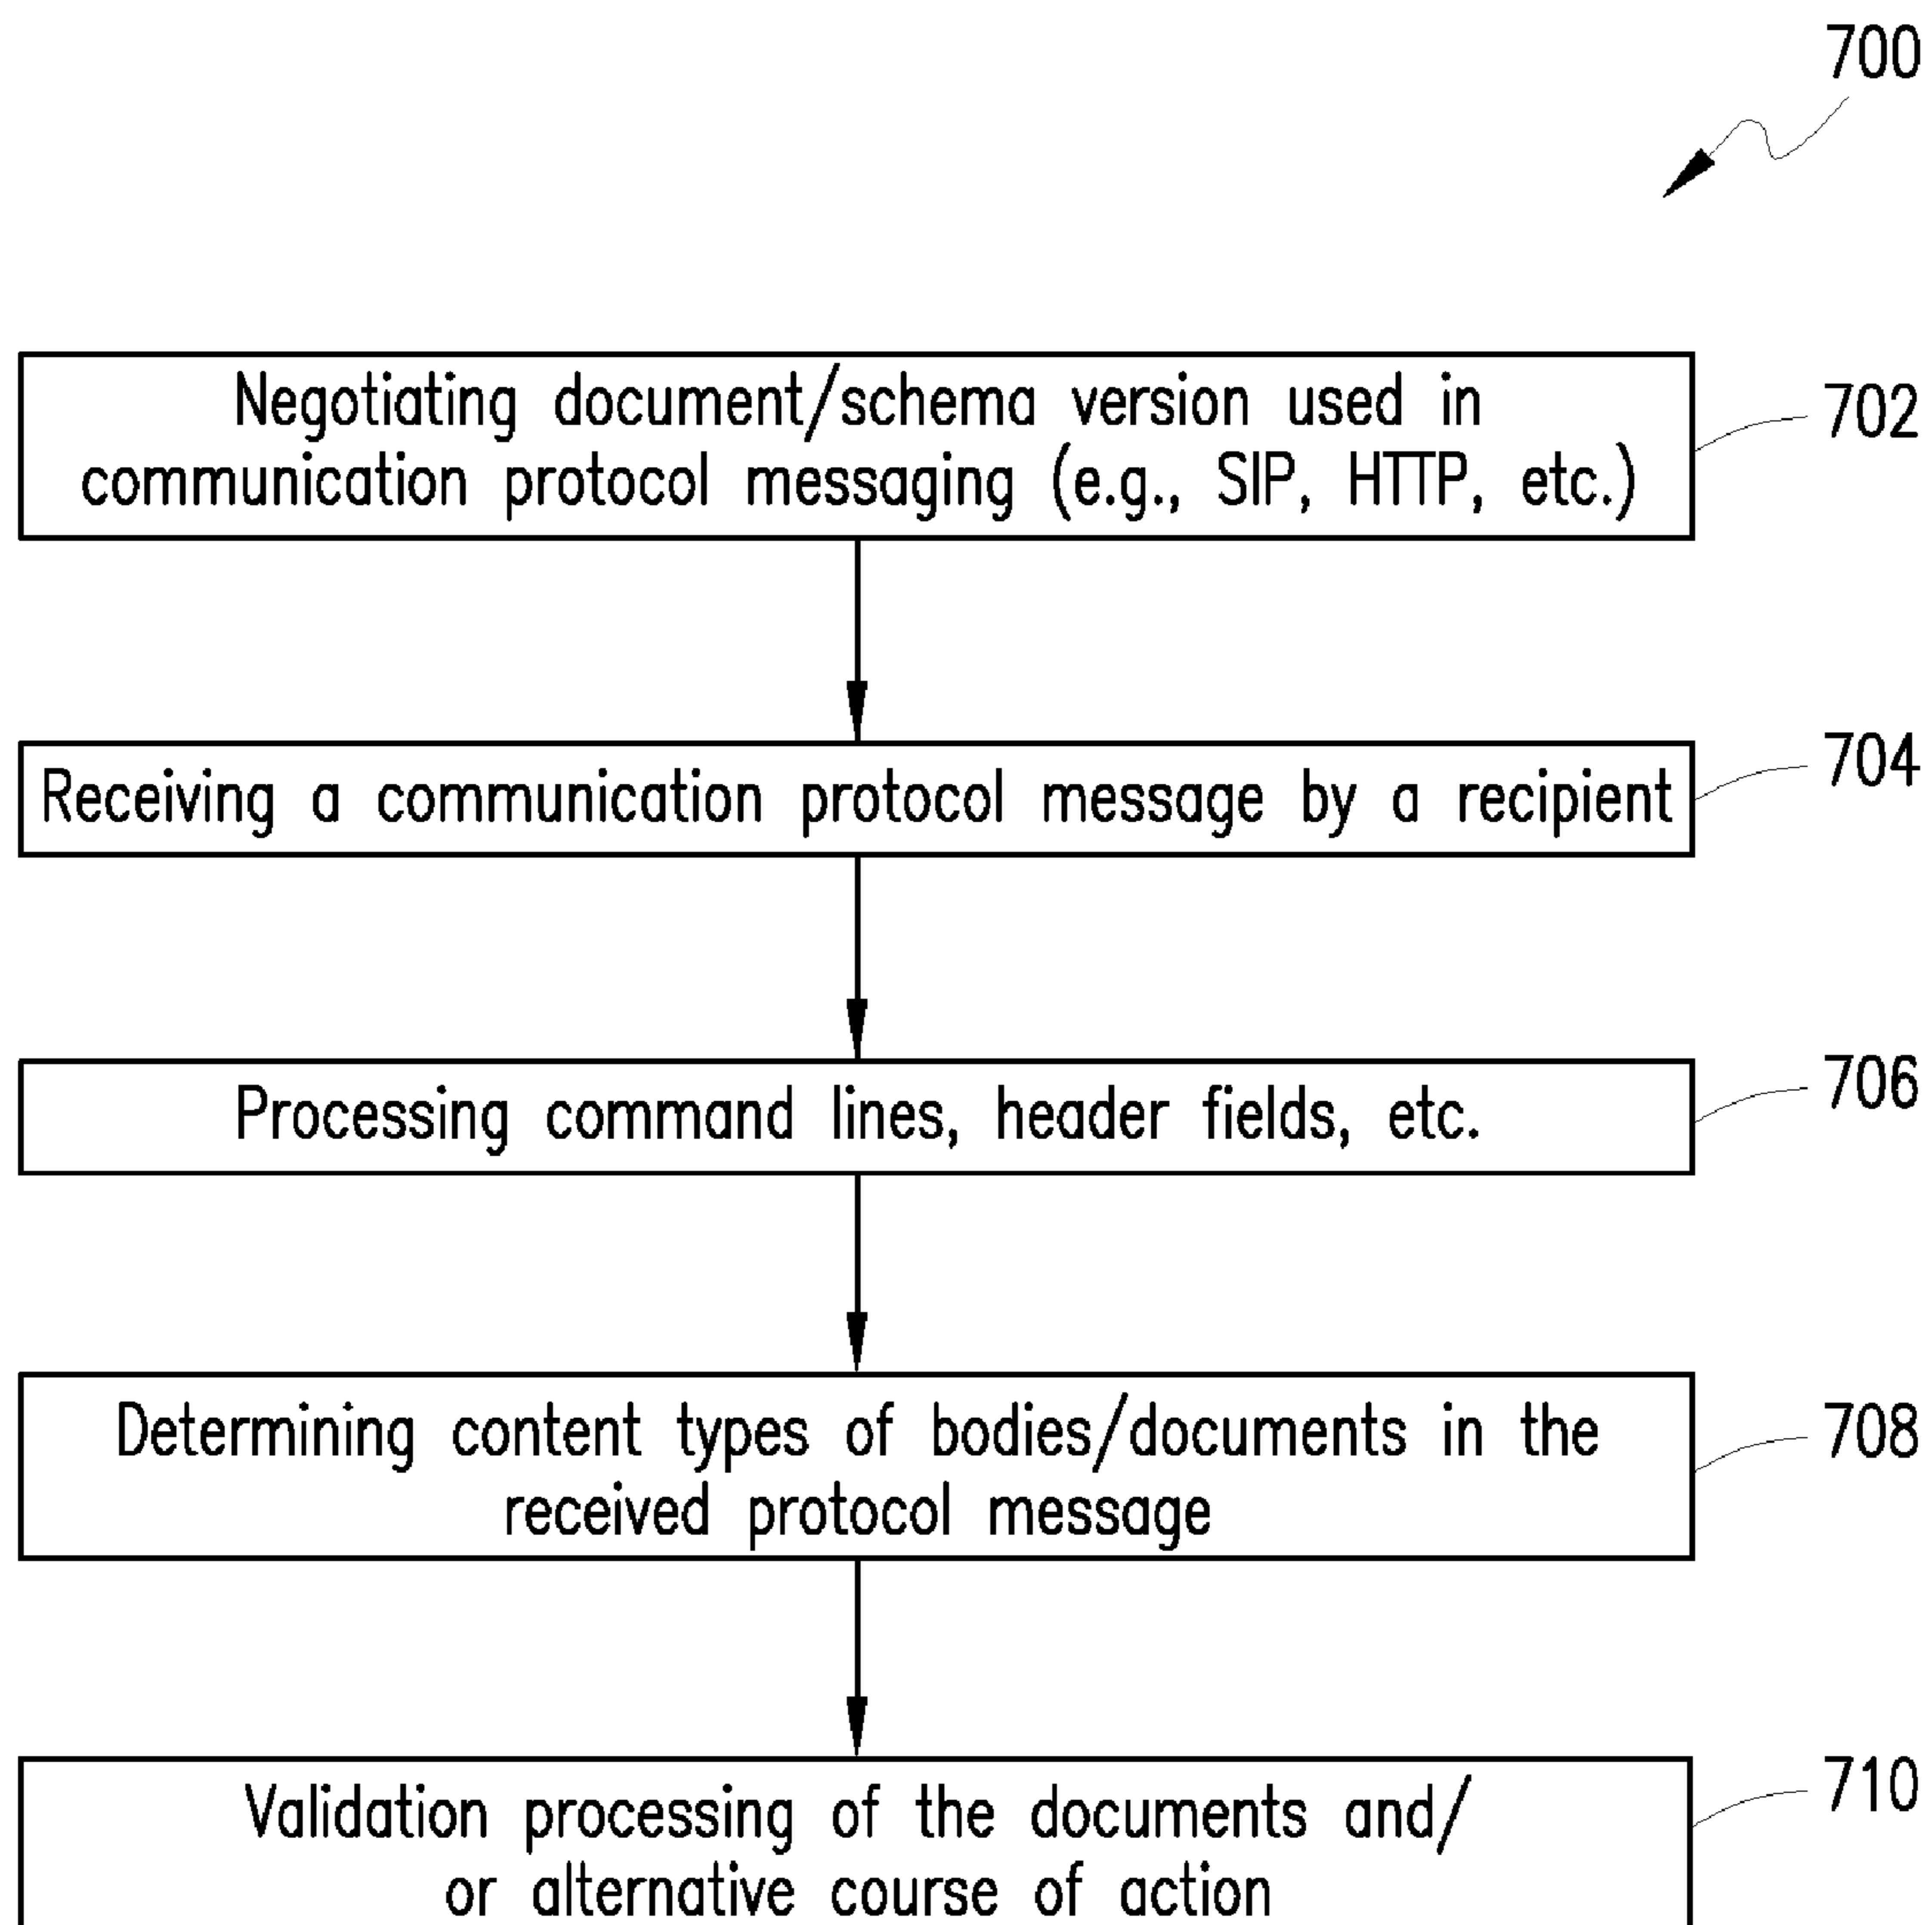 700
Negotiating document/schema version used in
communication protocol messaging (e.g., SIP, HTTP, etc.)
702
Receiving a communication protocol message by a recipient
704
Processing command lines, header fields, etc.
706
Determining content types of bodies/documents in the
received protocol message
708
Validation processing of the documents and/
or alternative course of action
710